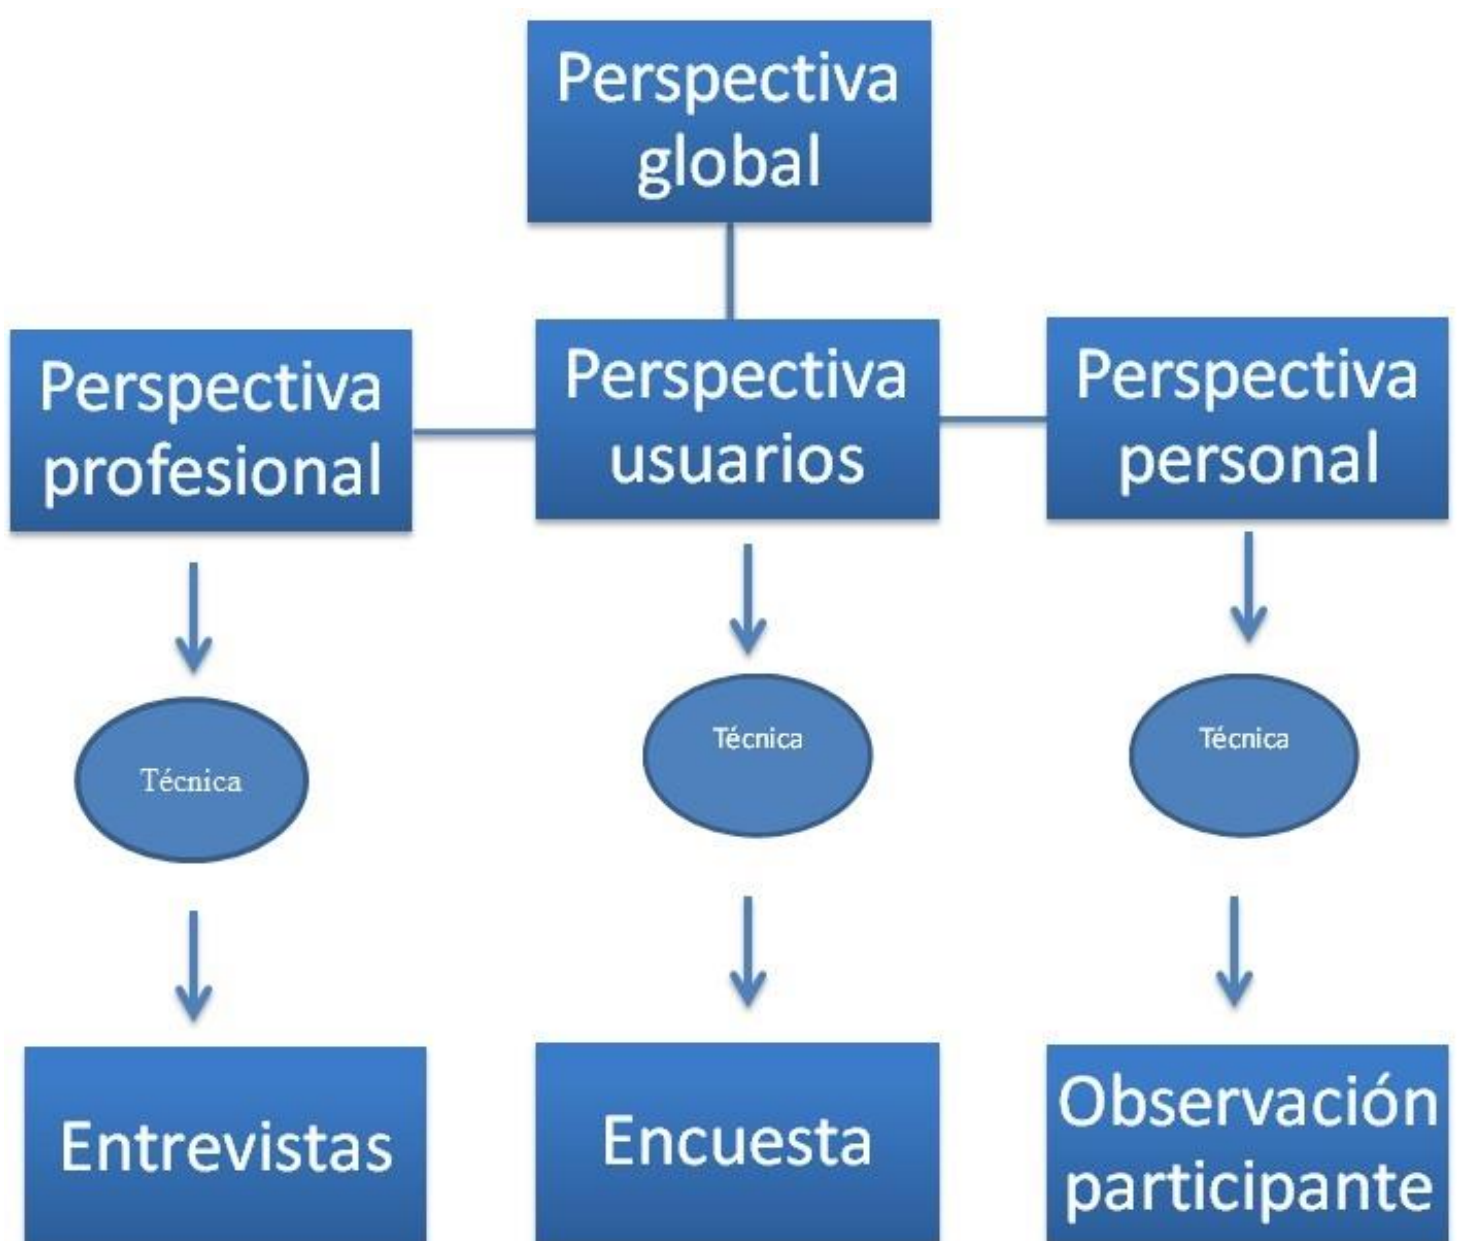 Perspectiva
global
Perspectiva
profesional
Perspectiva
usuarios
Perspectiva
personal
Técnica
Técnica
Técnica
Entrevistas
Encuesta
Observación
participante